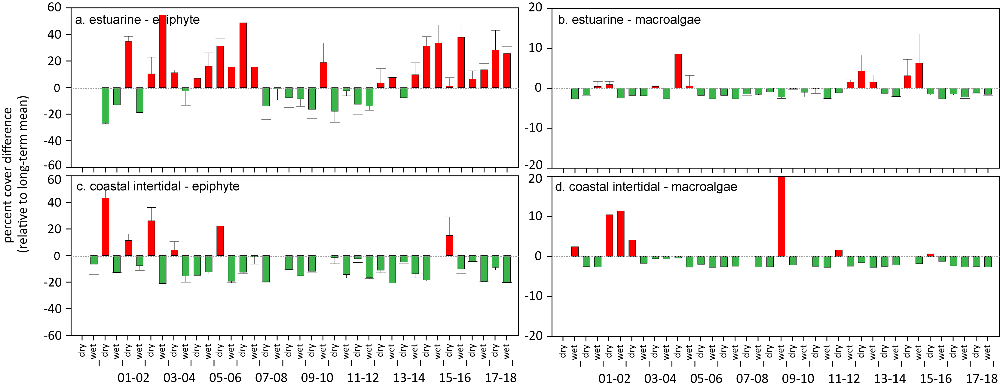 percent cover difference
(relative to long-term mean)
a. estuarine - epiphyte
60
40
20
0
-20
-40
-60
b. estuarine - macroalgae
20
10
0
-10
-20
c. coastal intertidal - epiphyte
60
40
20
0
-20
-40
-60
d. coastal intertidal - macroalgae
20
10
0
-10
-20
dry wet dry wet dry wet dry wet dry wet dry wet dry wet dry wet dry wet dry wet dry wet dry wet dry wet dry wet dry wet dry wet dry wet dry wet dry wet
01-02 03-04 05-06 07-08 09-10 11-12 13-14 15-16 17-18
dry wet dry wet dry wet dry wet dry wet dry wet dry wet dry wet dry wet dry wet dry wet dry wet dry wet dry wet dry wet dry wet dry wet dry wet dry wet
01-02 03-04 05-06 07-08 09-10 11-12 13-14 15-16 17-18